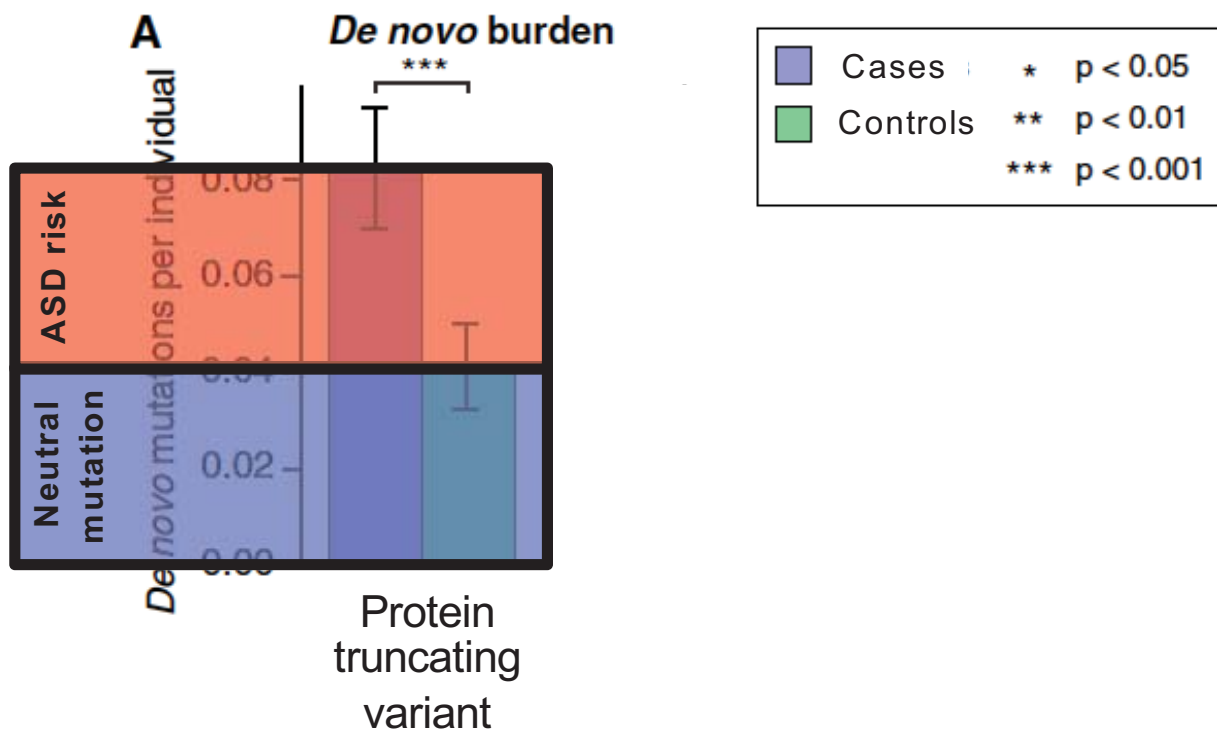 A
De novo burden
***
De novo mutations per individual
0.08
0.06
0.04
0.02
0.00
ASD risk
Neutral
mutation
Protein
truncating
variant
Cases * p < 0.05
Controls ** p < 0.01
*** p < 0.001